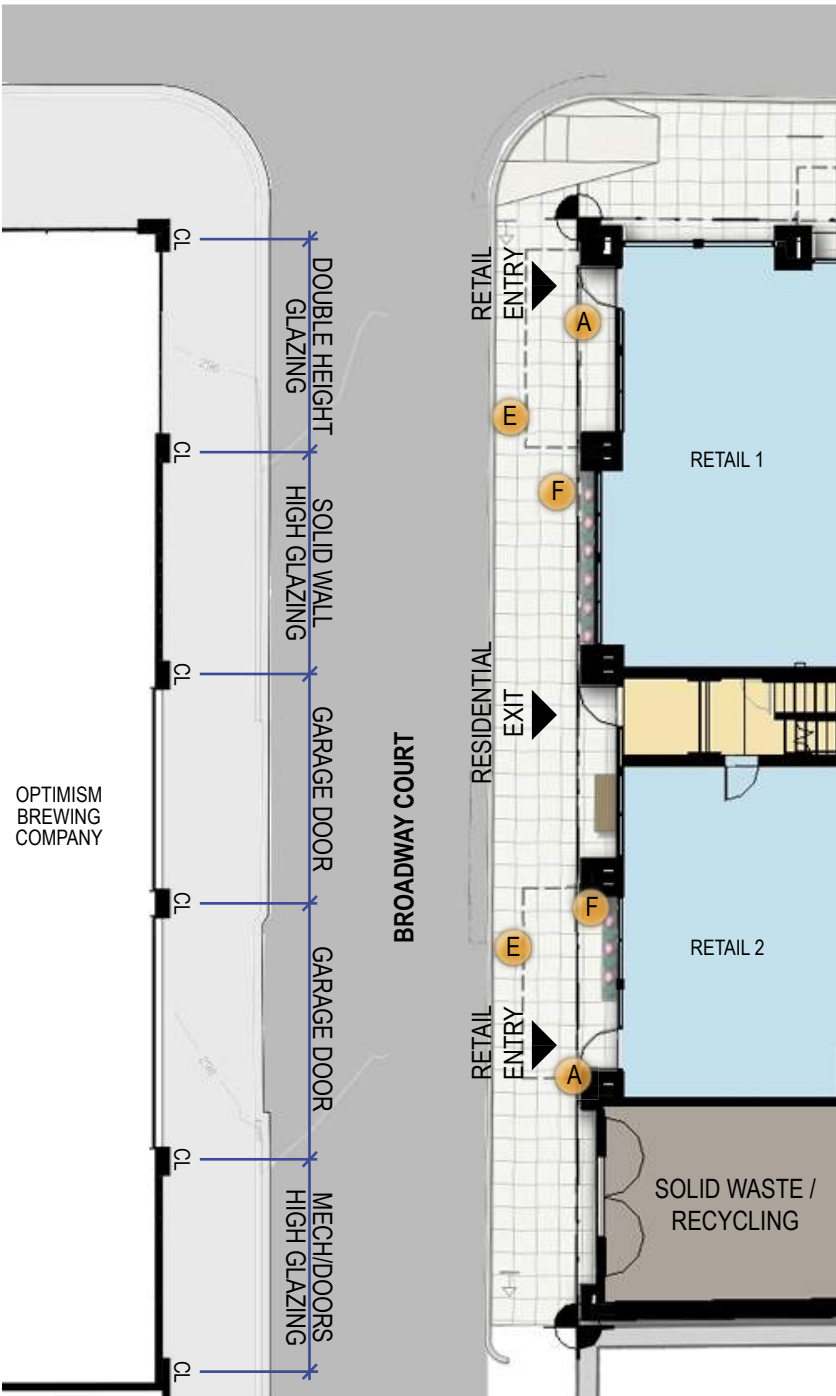 CL
DOUBLE HEIGHT
GLAZING
CL
SOLID WALL
HIGH GLAZING
CL
GARAGE DOOR
CL
GARAGE DOOR
CL
MECH/DOORS
HIGH GLAZING
CL
OPTIMISM
BREWING
COMPANY
BROADWAY COURT
RETAIL
ENTRY
A
E
F
RETAIL 1
RESIDENTIAL
EXIT
F
E
RETAIL 2
RETAIL
ENTRY
A
SOLID WASTE /
RECYCLING